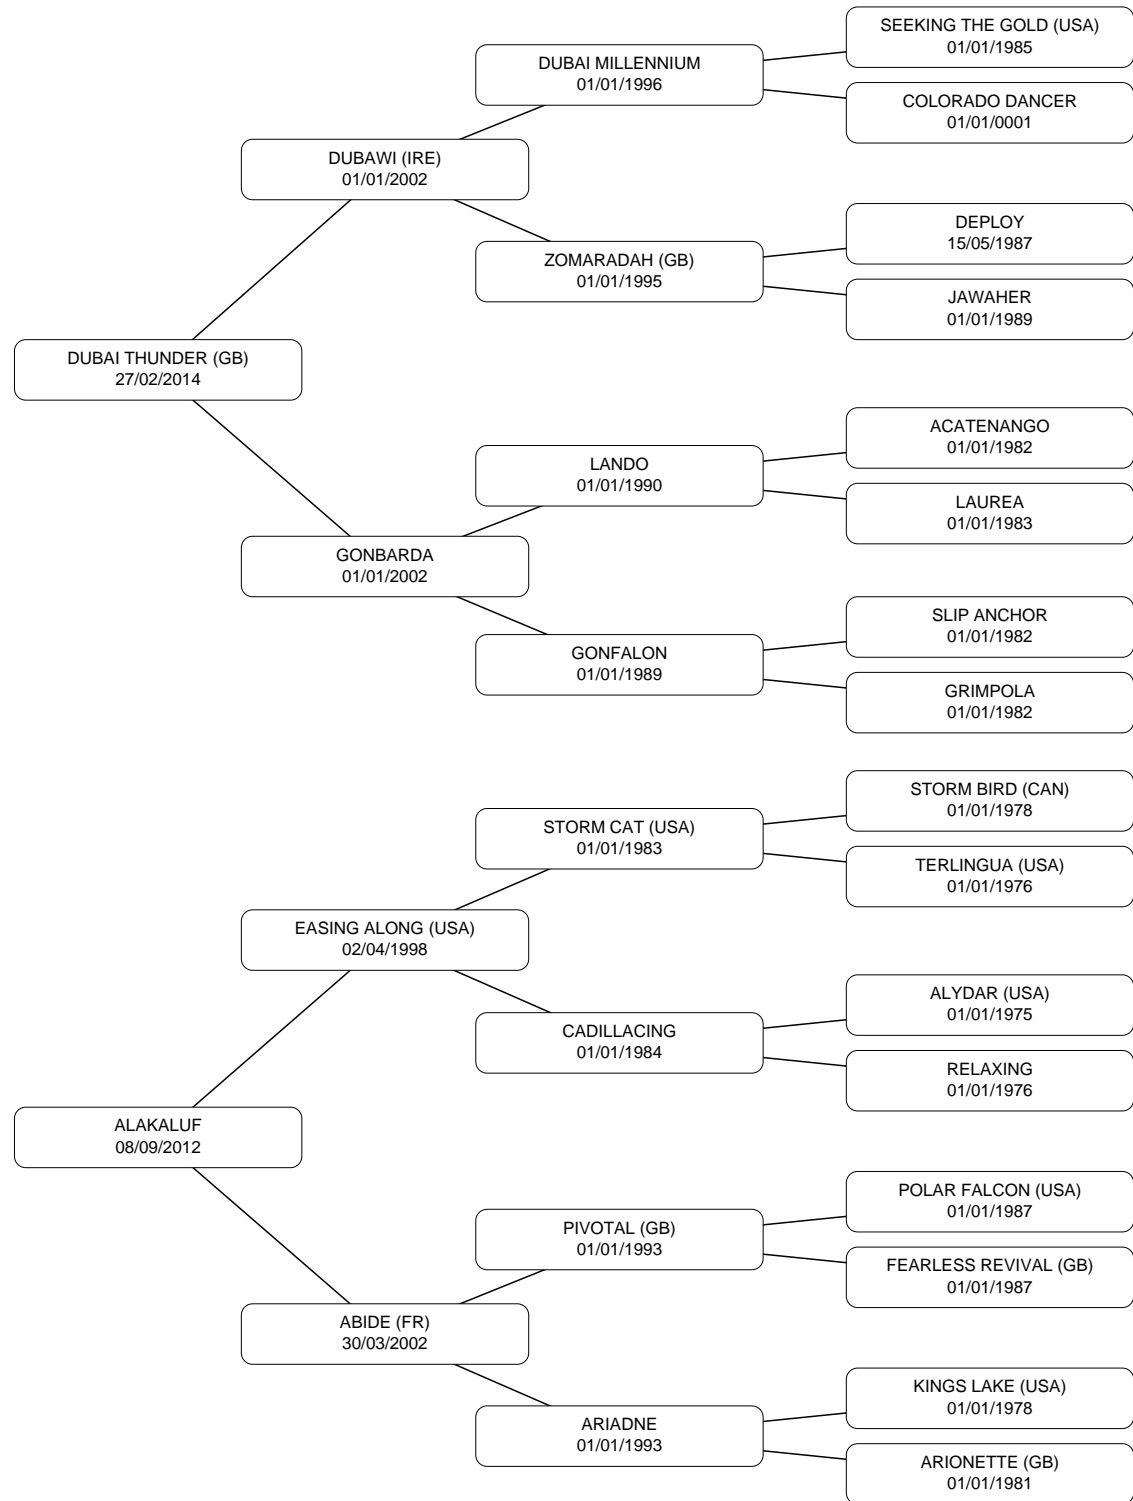 SEEKING THE GOLD (USA)
01/01/1985
DUBAI MILLENNIUM
01/01/1996
COLORADO DANCER
01/01/0001
DUBAWI (IRE)
01/01/2002
DEPLOY
15/05/1987
ZOMARADAH (GB)
01/01/1995
JAWAHER
01/01/1989
DUBAI THUNDER (GB)
27/02/2014
ACATENANGO
01/01/1982
LANDO
01/01/1990
LAUREA
01/01/1983
GONBARDA
01/01/2002
SLIP ANCHOR
01/01/1982
GONFALON
01/01/1989
GRIMPOLA
01/01/1982
STORM BIRD (CAN)
01/01/1978
STORM CAT (USA)
01/01/1983
TERLINGUA (USA)
01/01/1976
EASING ALONG (USA)
02/04/1998
ALYDAR (USA)
01/01/1975
CADILLACING
01/01/1984
RELAXING
01/01/1976
ALAKALUF
08/09/2012
POLAR FALCON (USA)
01/01/1987
PIVOTAL (GB)
01/01/1993
FEARLESS REVIVAL (GB)
01/01/1987
ABIDE (FR)
30/03/2002
KINGS LAKE (USA)
01/01/1978
ARIADNE
01/01/1993
ARIONETTE (GB)
01/01/1981